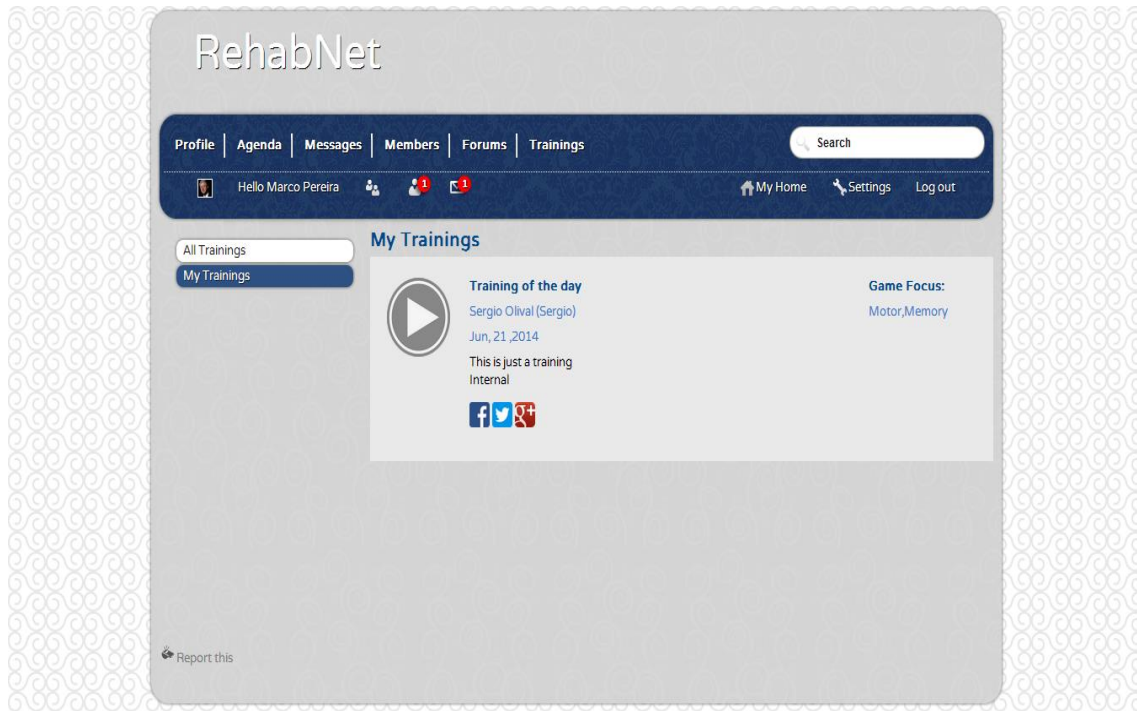 RehabNet
Profile Agenda Messages Members Forums Trainings Search
Hello Marco Pereira 1 1 My Home Settings Log out
All Trainings
My Trainings
My Trainings
Training of the day
Sergio Olival (Sergio)
Jun, 21 ,2014
This is just a training
Internal
Game Focus:
Motor,Memory
Report this